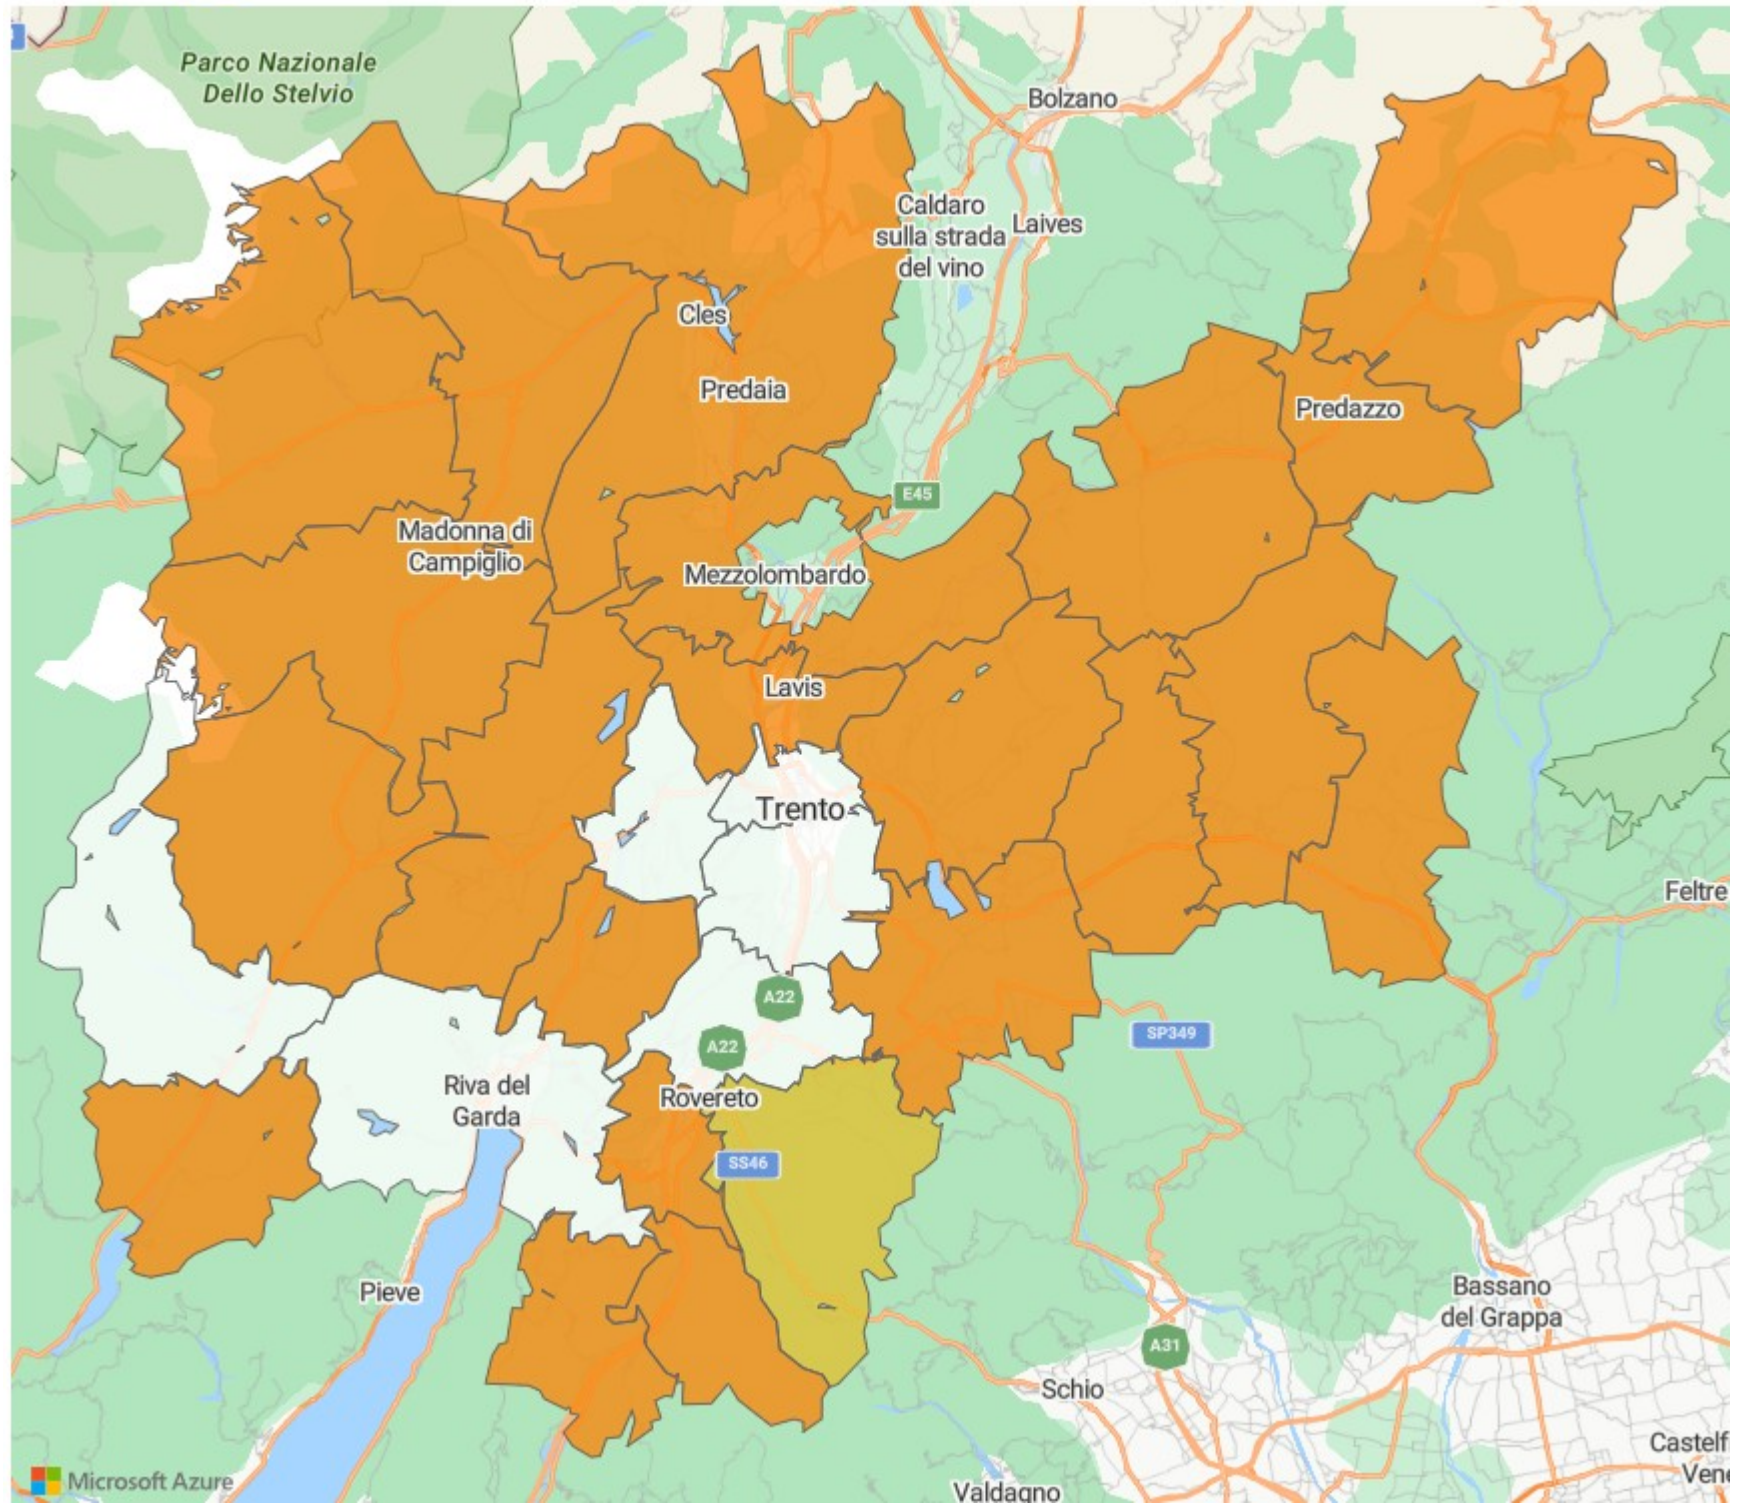 Parco Nazionale
Dello Stelvio
Bolzano
Caldaro
sulla strada
del vino
Laives
Cles
Predaia
Predazzo
E45
Madonna di
Campiglio
Mezzolombardo
Lavis
Trento
Feltre
A22
SP349
A22
Riva del
Garda
Rovereto
SS46
Pieve
Bassano
del Grappa
A31
Schio
Castelf
Vene
Microsoft Azure
Valdagno